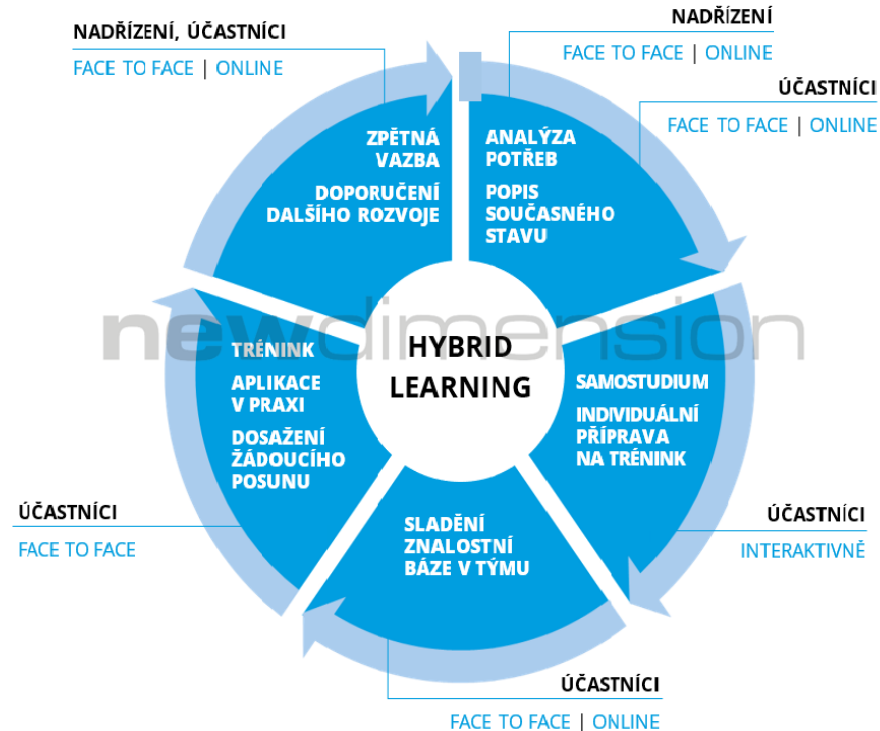 NADŘÍZENÍ, ÚČASTNÍCI
FACE TO FACE | ONLINE
NADŘÍZENÍ
FACE TO FACE | ONLINE
ÚČASTNÍCI
FACE TO FACE | ONLINE
ZPĚTNÁ
VAZBA
DOPORUČENÍ
DALŠÍHO ROZVOJE
ANALÝZA
POTŘEB
POPIS
SOUČASNÉHO
STAVU
newdimension
HYBRID
LEARNING
TRÉNINK
APLIKACE
V PRAXI
DOSAŽENÍ
ŽÁDOUCÍHO
POSUNU
SAMOSTUDIUM
INDIVIDUÁLNÍ
PŘÍPRAVA
NA TRÉNINK
SLADĚNÍ
ZNALOSTNÍ
BÁZE V TÝMU
ÚČASTNÍCI
FACE TO FACE
ÚČASTNÍCI
INTERAKTIVNĚ
ÚČASTNÍCI
FACE TO FACE | ONLINE